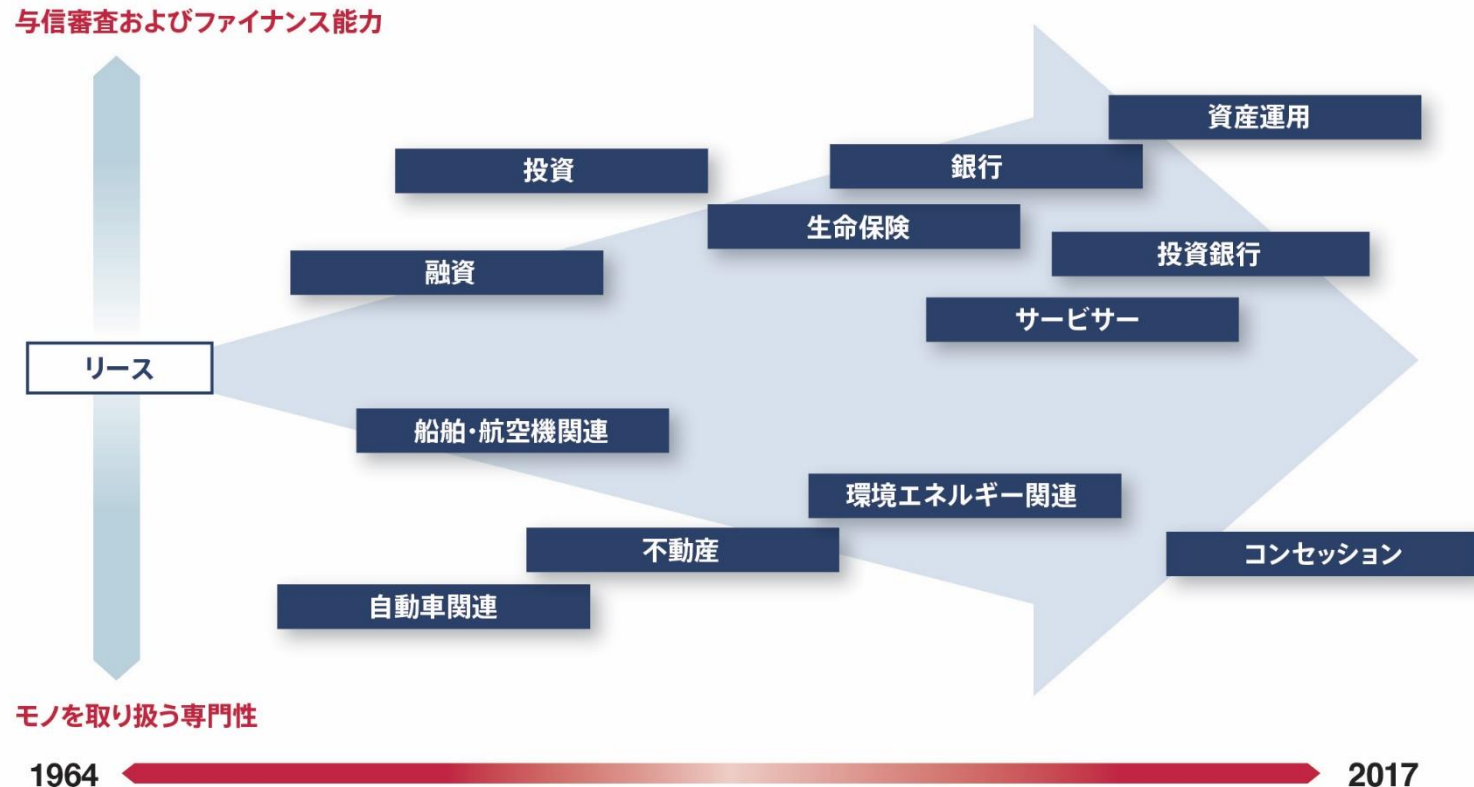 与信審査およびファイナンス能力
資産運用
投資
銀行
生命保険
投資銀行
融資
サービサー
リース
船舶・航空機関連
環境エネルギー関連
不動産
コンセッション
自動車関連
モノを取り扱う専門性
1964
2017